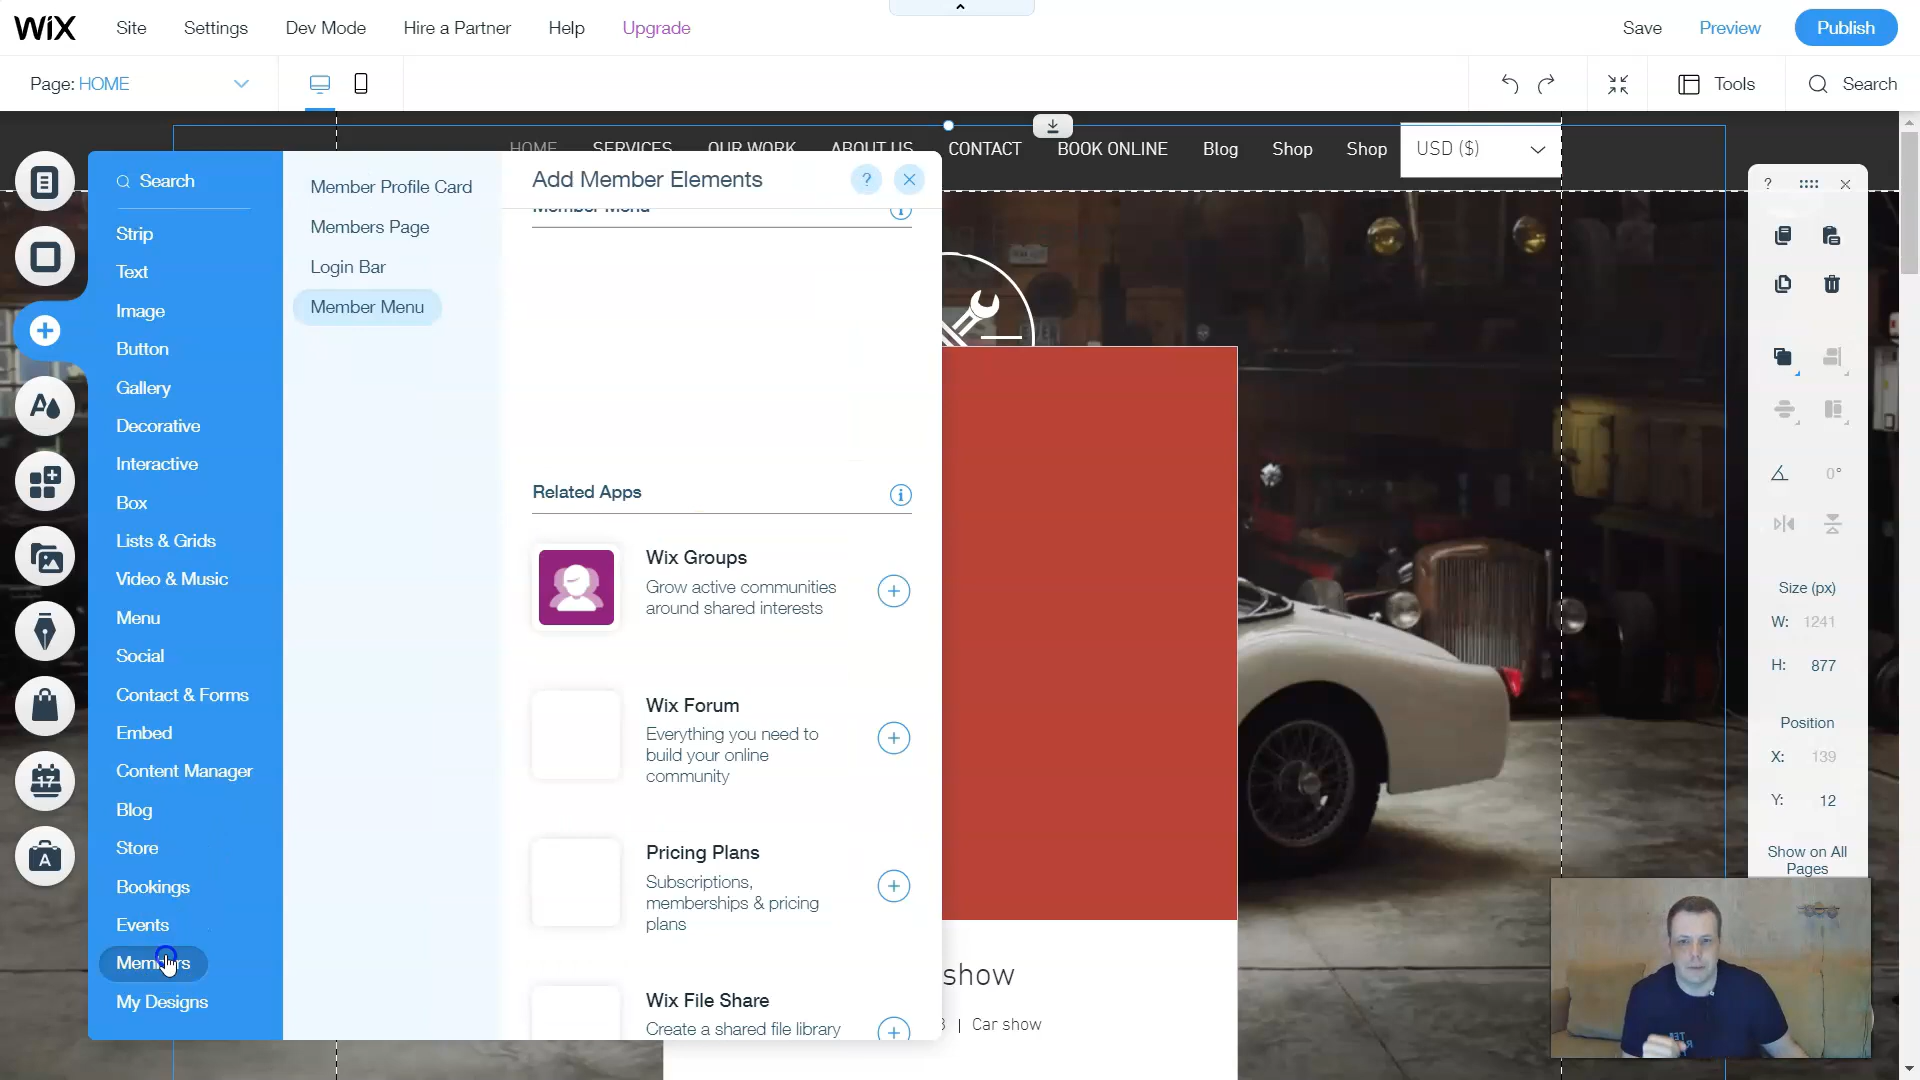 WiX
Site
Settings
Dev Mode
Hire a Partner
Help
Upgrade
Save
Preview
Publish
Page: HOME
Tools
Search
HOME
SERVICES
OUR WORK
ABOUT US
CONTACT
BOOK ONLINE
Blog
Shop
Shop
USD ($)
Search
Strip
Text
Image
Button
Gallery
Decorative
Interactive
Box
Lists & Grids
Video & Music
Menu
Social
Contact & Forms
Embed
Content Manager
Blog
Store
Bookings
Events
Members
My Designs
Member Profile Card
Members Page
Login Bar
Member Menu
Add Member Elements
?
Member Menu
Related Apps
Wix Groups
Grow active communities
around shared interests
Wix Forum
Everything you need to
build your online
community
Pricing Plans
Subscriptions,
memberships & pricing
plans
Wix File Share
Create a shared file library
show
| Car show
?
0°
Size (px)
W: 1241
H: 877
Position
X: 139
Y: 12
Show on All
Pages
17
A